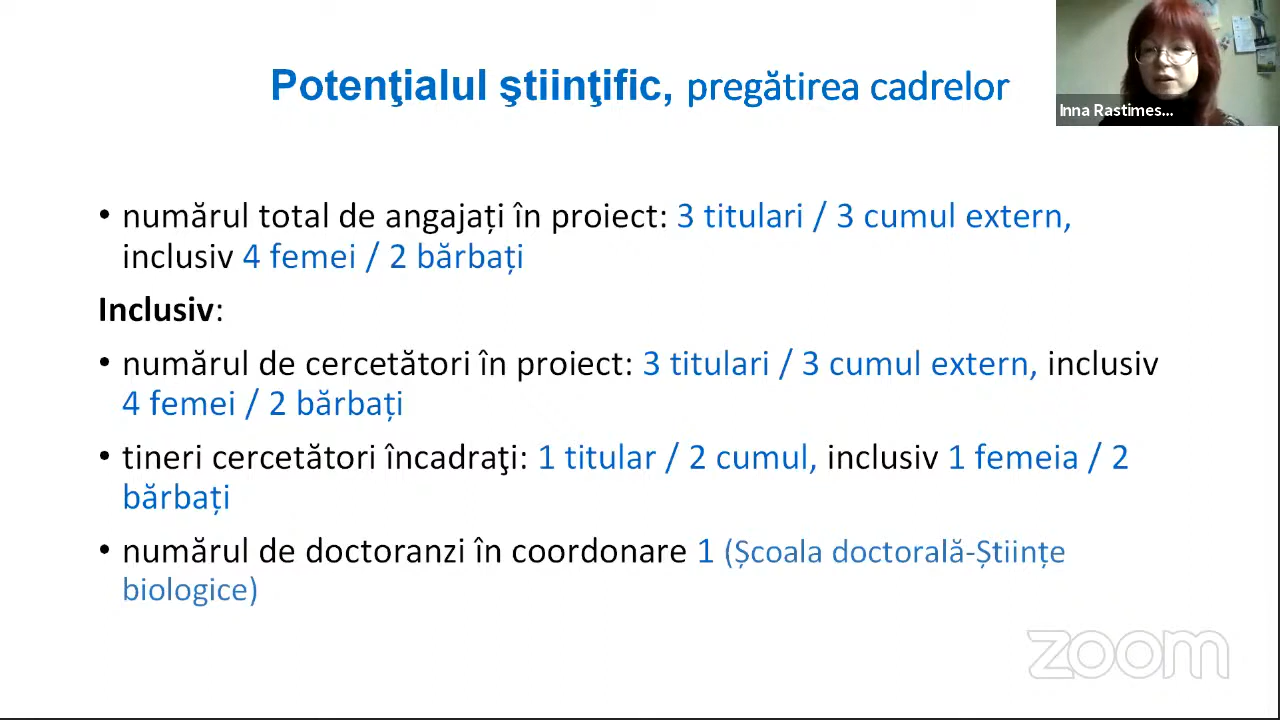 Potenţialul ştiinţific, pregătirea cadrelor
Inna Rastimes...
• numărul total de angajați în proiect: 3 titulari / 3 cumul extern,
inclusiv 4 femei / 2 bărbați
Inclusiv:
• numărul de cercetători în proiect: 3 titulari / 3 cumul extern, inclusiv
4 femei / 2 bărbați
• tineri cercetători încadraţi: 1 titular / 2 cumul, inclusiv 1 femeia / 2
bărbați
• numărul de doctoranzi în coordonare 1 (Școala doctorală-Științe
biologice)
zoom